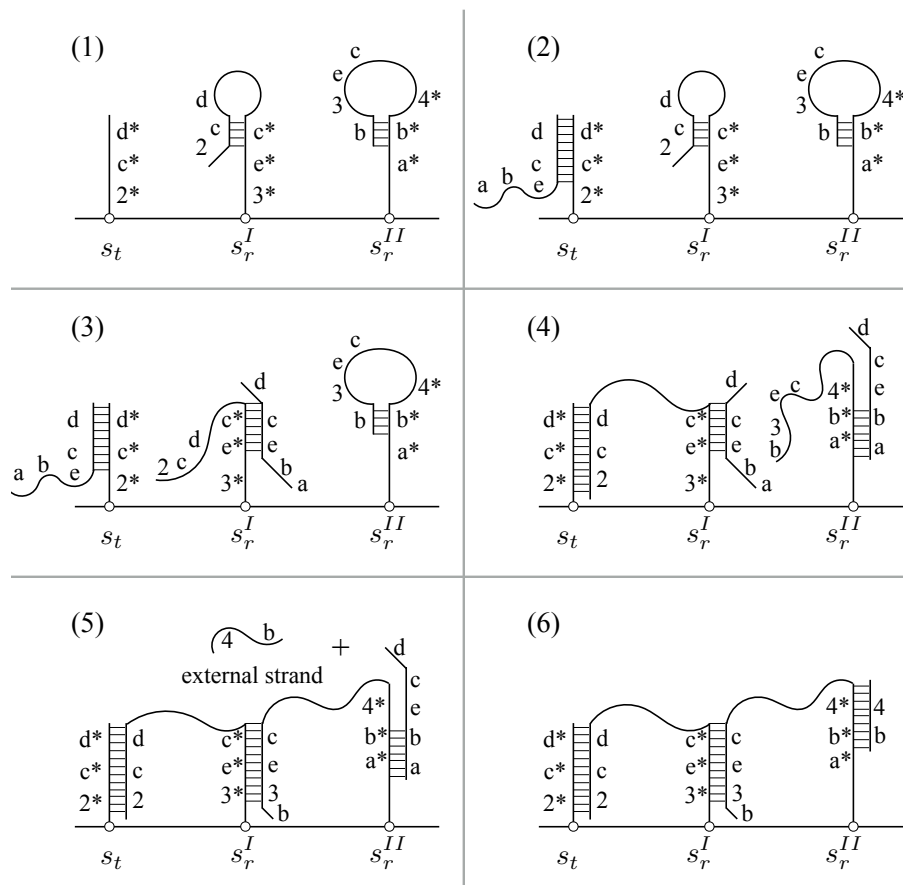 (1)
c
e
d
3
4*
d*
c
c*
b
b*
c*
2
e*
a*
2*
3*
s_t
s_r^I
s_r^{II}
(2)
c
e
d
3
4*
d
d*
c
c*
b
b*
c
c*
2
e*
a*
a
b
e
2*
3*
s_t
s_r^I
s_r^{II}
(3)
c
e
d
3
4*
d
d*
d
c*
c
b
b*
c
c*
2
c
e*
e
a*
a
b
e
2*
3*
b
a
s_t
s_r^I
s_r^{II}
(4)
d
c
d
e
c
4*
e
d*
d
c*
c
3
b*
b
c*
c
e*
e
b
a*
a
2*
2
3*
b
a
s_t
s_r^I
s_r^{II}
(5)
4
b
+
d
external strand
c
4*
e
d*
d
c*
c
b*
b
c*
c
e*
e
a*
a
2*
2
3*
3
b
s_t
s_r^I
s_r^{II}
(6)
4*
4
d*
d
c*
c
b*
b
c*
c
e*
e
a*
2*
2
3*
3
b
s_t
s_r^I
s_r^{II}